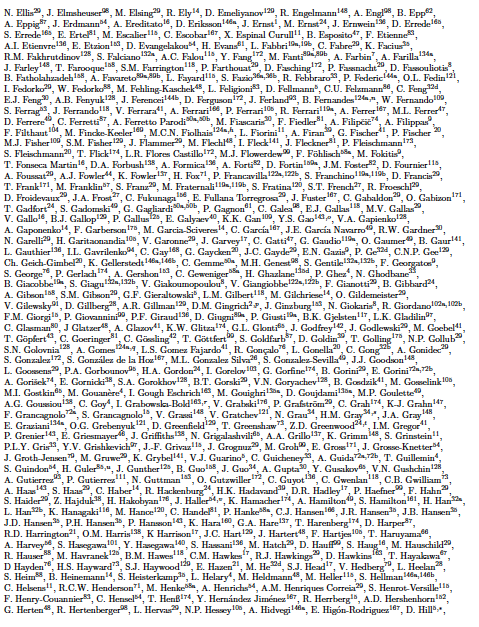 N. Ellis29, J. Elmsheuser98, M. Elsing29, R. Ely14, D. Emeliyanov129, R. Engelmann148, A. Engl98, B. Epp62,
A. Eppig87, J. Erdmann54, A. Ereditato16, D. Eriksson146a, J. Ernst1, M. Ernst24, J. Ernwein136, D. Errede165,
S. Errede165, E. Ertel81, M. Escalier115, C. Escobar167, X. Espinal Curull11, B. Esposito47, F. Etienne83,
A.I. Etienvre136, E. Etzion153, D. Evangelakou54, H. Evans61, L. Fabbri19a,19b, C. Fabre29, K. Facius35,
R.M. Fakhrutdinov128, S. Falciano132a, A.C. Falou115, Y. Fang172, M. Fanti89a,89b, A. Farbin7, A. Farilla134a,
J. Farley148, T. Farooque158, S.M. Farrington118, P. Farthouat29, D. Fasching172, P. Fassnacht29, D. Fassouliotis8,
B. Fatholahzadeh158, A. Favareto89a,89b, L. Fayard115, S. Fazio36a,36b, R. Febbraro33, P. Federic144a, O.L. Fedin121,
I. Fedorko29, W. Fedorko88, M. Fehling-Kaschek48, L. Feligioni83, D. Fellmann5, C.U. Felzmann86, C. Feng32d,
E.J. Feng30, A.B. Fenyuk128, J. Ferencei144b, D. Ferguson172, J. Ferland93, B. Fernandes124a,n, W. Fernando109,
S. Ferrag53, J. Ferrando118, V. Ferrara41, A. Ferrari166, P. Ferrari105, R. Ferrari119a, A. Ferrer167, M.L. Ferrer47,
D. Ferrere49, C. Ferretti87, A. Ferretto Parodi50a,50b, M. Fiascaris30, F. Fiedler81, A. Filipčič74, A. Filippas9,
F. Filthaut104, M. Fincke-Keeler169, M.C.N. Fiolhais124a,h, L. Fiorini11, A. Firan39, G. Fischer41, P. Fischer20,
M.J. Fisher109, S.M. Fisher129, J. Flammer29, M. Flechl48, I. Fleck141, J. Fleckner81, P. Fleischmann173,
S. Fleischmann20, T. Flick174, L.R. Flores Castillo172, M.J. Flowerdew99, F. Föhlisch58a, M. Fokitis9,
T. Fonseca Martin16, D.A. Forbush138, A. Formica136, A. Forti82, D. Fortin159a, J.M. Foster82, D. Fournier115,
A. Foussat29, A.J. Fowler44, K. Fowler137, H. Fox71, P. Francavilla122a,122b, S. Franchino119a,119b, D. Francis29,
T. Frank171, M. Franklin57, S. Franz29, M. Fraternali119a,119b, S. Fratina120, S.T. French27, R. Froeschl29,
D. Froidevaux29, J.A. Frost27, C. Fukunaga156, E. Fullana Torregrosa29, J. Fuster167, C. Gabaldon29, O. Gabizon171,
T. Gadfort24, S. Gadomski49, G. Gagliardi50a,50b, P. Gagnon61, C. Galea98, E.J. Gallas118, M.V. Gallas29,
V. Gallo16, B.J. Gallop129, P. Gallus125, E. Galyaev40, K.K. Gan109, Y.S. Gao143,o, V.A. Gapienko128,
A. Gaponenko14, F. Garberson175, M. Garcia-Sciveres14, C. García167, J.E. García Navarro49, R.W. Gardner30,
N. Garelli29, H. Garitaonandia105, V. Garonne29, J. Garvey17, C. Gatti47, G. Gaudio119a, O. Gaumer49, B. Gaur141,
L. Gauthier136, I.L. Gavrilenko94, C. Gay168, G. Gaycken20, J-C. Gayde29, E.N. Gazis9, P. Ge32d, C.N.P. Gee129,
Ch. Geich-Gimbel20, K. Gellerstedt146a,146b, C. Gemme50a, M.H. Genest98, S. Gentile132a,132b, F. Georgatos9,
S. George76, P. Gerlach174, A. Gershon153, C. Geweniger58a, H. Ghazlane135d, P. Ghez4, N. Ghodbane33,
B. Giacobbe19a, S. Giagu132a,132b, V. Giakoumopoulou8, V. Giangiobbe122a,122b, F. Gianotti29, B. Gibbard24,
A. Gibson158, S.M. Gibson29, G.F. Gieraltowski5, L.M. Gilbert118, M. Gilchriese14, O. Gildemeister29,
V. Gilewsky91, D. Gillberg28, A.R. Gillman129, D.M. Gingrich2,p, J. Ginzburg153, N. Giokaris8, R. Giordano102a,102b,
F.M. Giorgi15, P. Giovannini99, P.F. Giraud136, D. Giugni89a, P. Giusti19a, B.K. Gjelsten117, L.K. Gladilin97,
C. Glasman80, J Glatzer48, A. Glazov41, K.W. Glitza174, G.L. Glonti65, J. Godfrey142, J. Godlewski29, M. Goebel41,
T. Göpfert43, C. Goeringer81, C. Gössling42, T. Göttfert99, S. Goldfarb87, D. Goldin39, T. Golling175, N.P. Gollub29,
S.N. Golovnia128, A. Gomes124a,q, L.S. Gomes Fajardo41, R. Gonçalo76, L. Gonella20, C. Gong32b, A. Gonidec29,
S. Gonzalez172, S. González de la Hoz167, M.L. Gonzalez Silva26, S. Gonzalez-Sevilla49, J.J. Goodson148,
L. Goossens29, P.A. Gorbounov95, H.A. Gordon24, I. Gorelov103, G. Gorfine174, B. Gorini29, E. Gorini72a,72b,
A. Gorišek74, E. Gornicki38, S.A. Gorokhov128, B.T. Gorski29, V.N. Goryachev128, B. Gosdzik41, M. Gosselink105,
M.I. Gostkin65, M. Gouanère4, I. Gough Eschrich163, M. Gouighri135a, D. Goujdami135a, M.P. Goulette49,
A.G. Goussiou138, C. Goy4, I. Grabowska-Bold163,r, V. Grabski176, P. Grafström29, C. Grah174, K-J. Grahn147,
F. Grancagnolo72a, S. Grancagnolo15, V. Grassi148, V. Gratchev121, N. Grau34, H.M. Gray34,s, J.A. Gray148,
E. Graziani134a, O.G. Grebenyuk121, D. Greenfield129, T. Greenshaw73, Z.D. Greenwood24,t, I.M. Gregor41,
P. Grenier143, E. Griesmayer46, J. Griffiths138, N. Grigalashvili65, A.A. Grillo137, K. Grimm148, S. Grinstein11,
P.L.Y. Gris33, Y.V. Grishkevich97, J.-F. Grivaz115, J. Grognuz29, M. Groh99, E. Gross171, J. Grosse-Knetter54,
J. Groth-Jensen79, M. Gruwe29, K. Grybel141, V.J. Guarino5, C. Guicheney33, A. Guida72a,72b, T. Guillemin4,
S. Guindon54, H. Guler85,u, J. Gunther125, B. Guo158, J. Guo34, A. Gupta30, Y. Gusakov65, V.N. Gushchin128,
A. Gutierrez93, P. Gutierrez111, N. Guttman153, O. Gutzwiller172, C. Guyot136, C. Gwenlan118, C.B. Gwilliam73,
A. Haas143, S. Haas29, C. Haber14, R. Hackenburg24, H.K. Hadavand39, D.R. Hadley17, P. Haefner99, F. Hahn29,
S. Haider29, Z. Hajduk38, H. Hakobyan176, J. Haller54,v, K. Hamacher174, A. Hamilton49, S. Hamilton161, H. Han32a,
L. Han32b, K. Hanagaki116, M. Hance120, C. Handel81, P. Hanke58a, C.J. Hansen166, J.R. Hansen35, J.B. Hansen35,
J.D. Hansen35, P.H. Hansen35, P. Hansson143, K. Hara160, G.A. Hare137, T. Harenberg174, D. Harper87,
R.D. Harrington21, O.M. Harris138, K Harrison17, J.C. Hart129, J. Hartert48, F. Hartjes105, T. Haruyama66,
A. Harvey56, S. Hasegawa101, Y. Hasegawa140, S. Hassani136, M. Hatch29, D. Hauff99, S. Haug16, M. Hauschild29,
R. Hauser88, M. Havranek125, B.M. Hawes118, C.M. Hawkes17, R.J. Hawkings29, D. Hawkins163, T. Hayakawa67,
D Hayden76, H.S. Hayward73, S.J. Haywood129, E. Hazen21, M. He32d, S.J. Head17, V. Hedberg79, L. Heelan28,
S. Heim88, B. Heinemann14, S. Heisterkamp35, L. Helary4, M. Heldmann48, M. Heller115, S. Hellman146a,146b,
C. Helsens11, R.C.W. Henderson71, M. Henke58a, A. Henrichs54, A.M. Henriques Correia29, S. Henrot-Versille115,
F. Henry-Couannier83, C. Hensel54, T. Henß174, Y. Hernández Jiménez167, R. Herrberg15, A.D. Hershenhorn152,
G. Herten48, R. Hertenberger98, L. Hervas29, N.P. Hessey105, A. Hidvegi146a, E. Higón-Rodriguez167, D. Hill5,*,